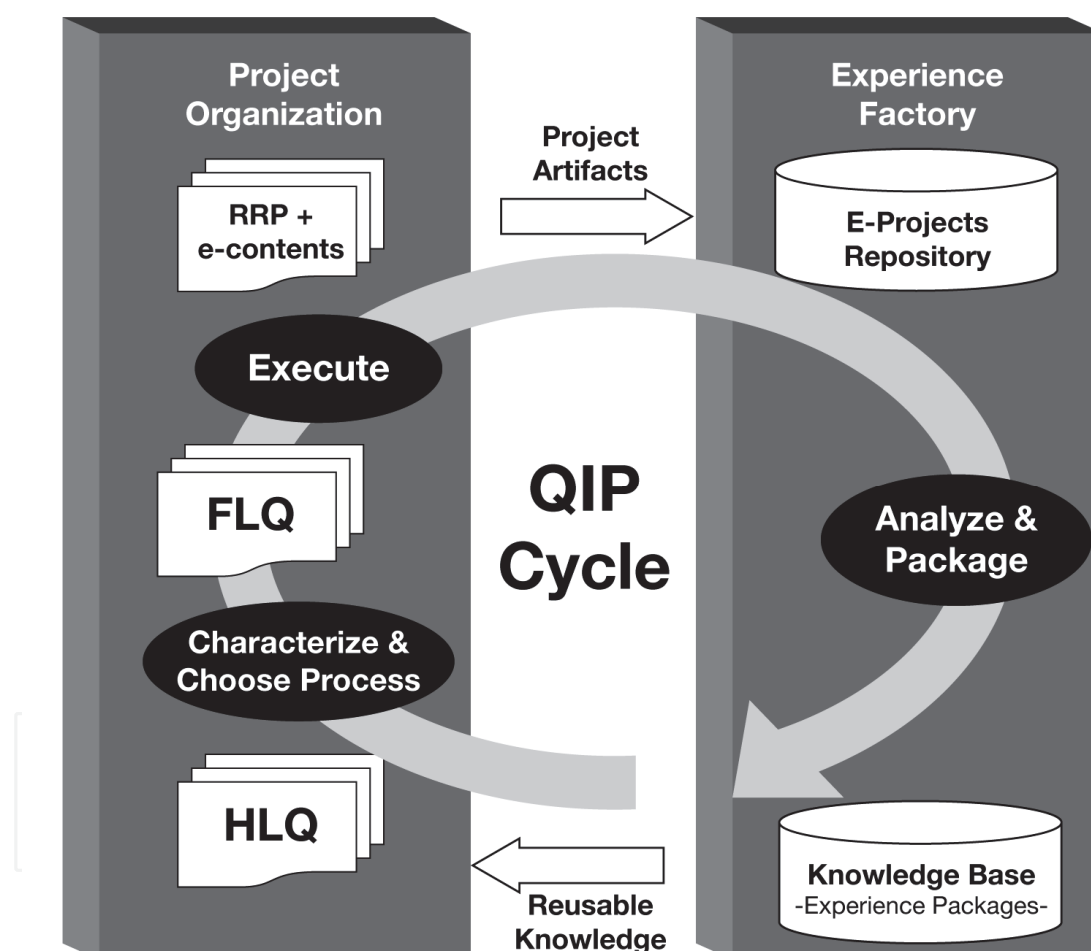 Project
Organization
RRP +
e-contents
Execute
FLQ
Characterize &
Choose Process
HLQ
Project
Artifacts
QIP
Cycle
Reusable
Knowledge
Experience
Factory
E-Projects
Repository
Analyze &
Package
Knowledge Base
-Experience Packages-